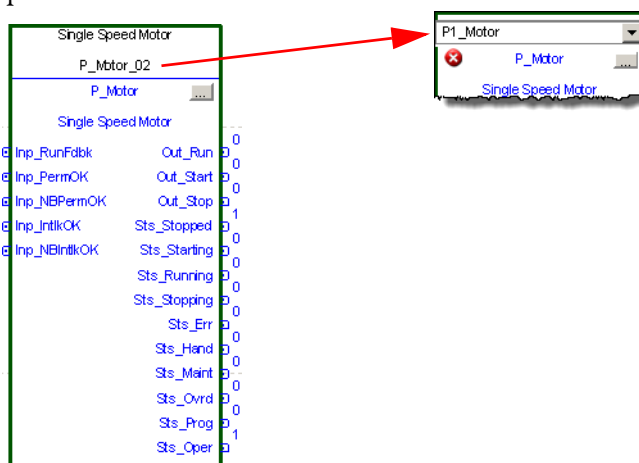 Single Speed Motor
P_Motor_02
P_Motor ...
Single Speed Motor
Inp_RunFdbk Out_Run 0
Inp_PermOK Out_Start 0
Inp_NBPermOK Out_Stop 0
Inp_IntlkOK Sts_Stopped 1
Inp_NBIntlkOK Sts_Starting 0
Sts_Running 0
Sts_Stopping 0
Sts_Err 0
Sts_Hand 0
Sts_Maint 0
Sts_Ovrd 0
Sts_Prog 0
Sts_Oper 1
P1_Motor
P_Motor ...
Single Speed Motor